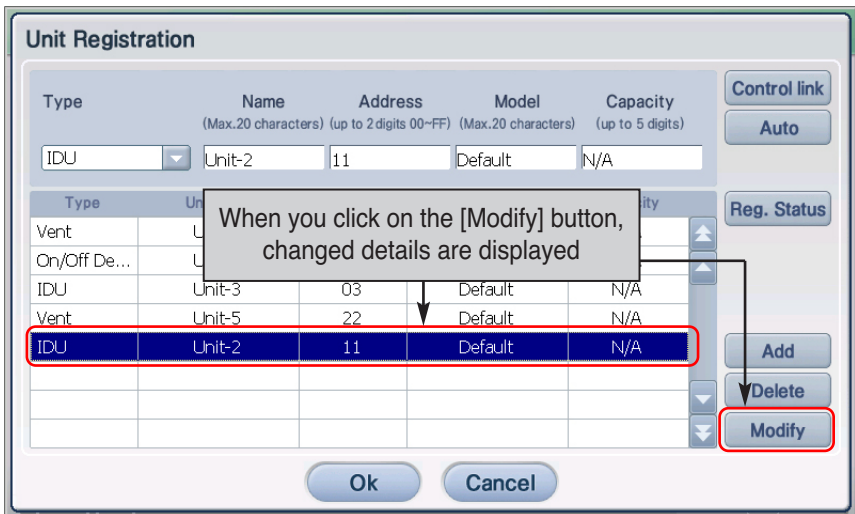 Unit Registration
Type Name Address Model Capacity
(Max.20 characters) (up to 2 digits 00~FF) (Max.20 characters) (up to 5 digits)
IDU Unit-2 11 Default N/A
Control link
Auto
Type
Reg. Status
When you click on the [Modify] button,
changed details are displayed
Vent
On/Off De...
IDU Unit-3 03 Default N/A
Vent Unit-5 22 Default N/A
IDU Unit-2 11 Default N/A
Add
Delete
Modify
Ok Cancel